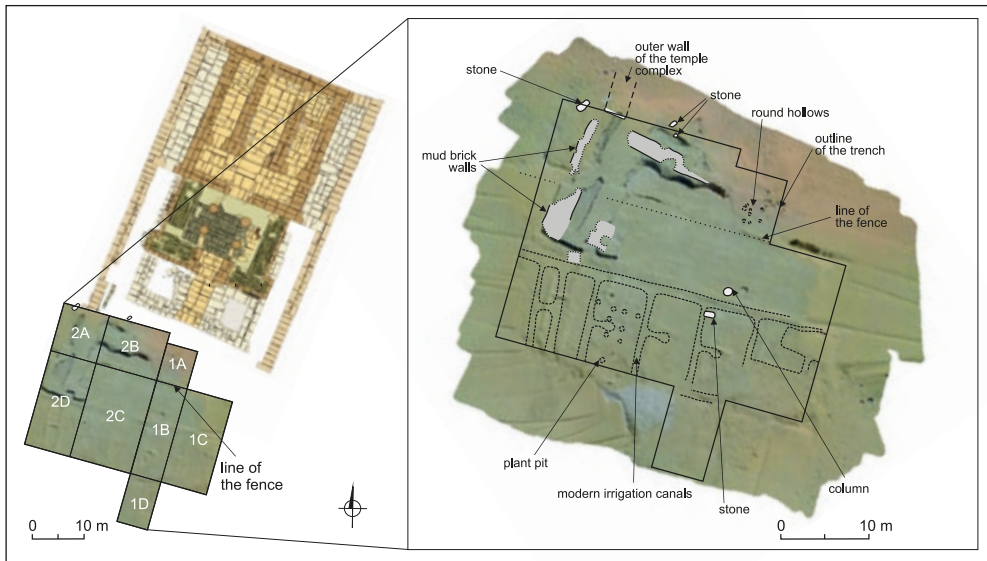 2A
2B
1A
2D
2C
1B
1C
1D
line of
the fence
0 10 m
stone
outer wall
of the temple
complex
stone
round hollows
outline
of the trench
mud brick
walls
line of
the fence
plant pit
modern irrigation canals
stone
column
0 10 m